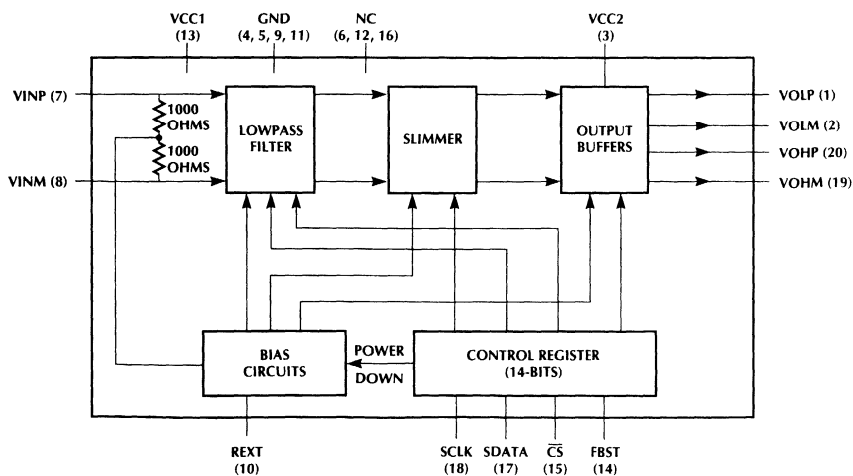 VCC1
(13)
GND
(4, 5, 9, 11)
NC
(6, 12, 16)
VCC2
(3)
VINP (7)
1000
OHMS
1000
OHMS
VINM (8)
LOWPASS
FILTER
SLIMMER
OUTPUT
BUFFERS
VOLP (1)
VOLM (2)
VOHP (20)
VOHM (19)
BIAS
CIRCUITS
POWER
DOWN
CONTROL REGISTER
(14-BITS)
REXT
(10)
SCLK
(18)
SDATA
(17)
C̅S̅
(15)
FBST
(14)